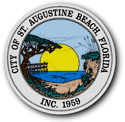 CITY OF ST. AUGUSTINE BEACH, FLORIDA
INC. 1959